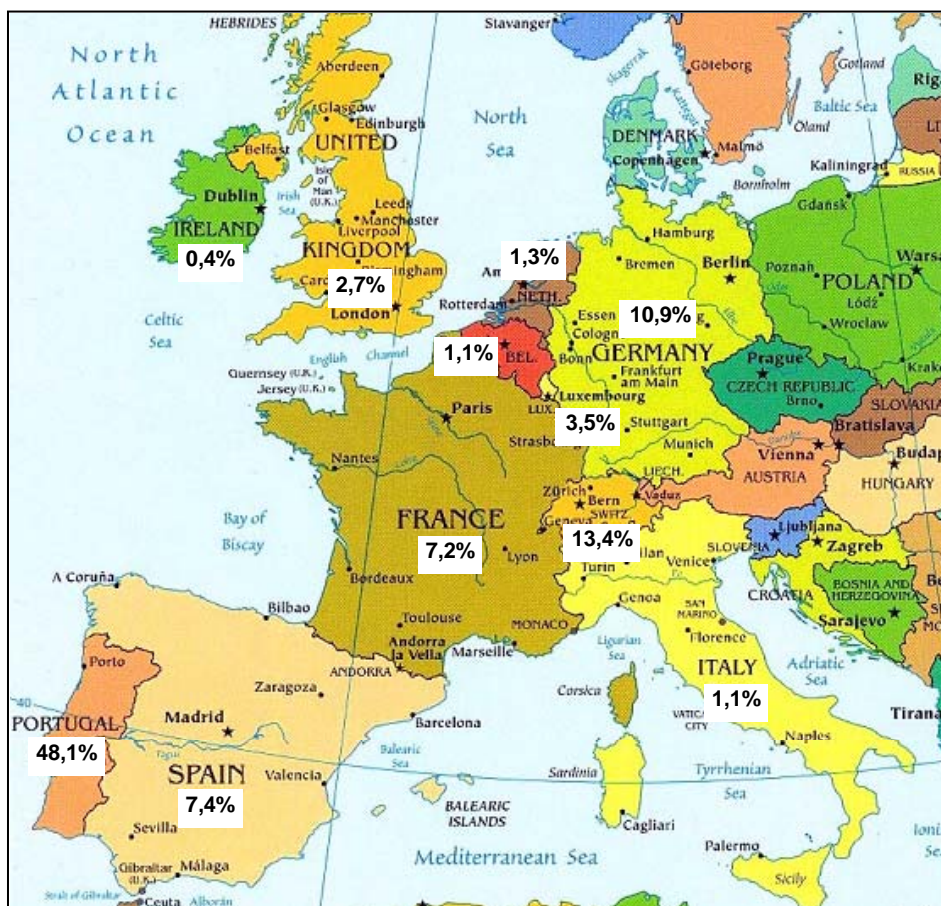 HEBRIDES
Stavanger
North
Atlantic
Ocean
Aberdeen
Glasgow
Edinburgh
UNITED
Belfast
Isle
of
Man (U.K.)
Irish
Sea
Dublin
IRELAND
0,4%
Leeds
Manchester
Liverpool
KINGDOM
Birmingham
2,7%
London
Celtic
Sea
English Channel
Guernsey (U.K.)
Jersey (U.K.)
North
Sea
Skagerrak
Kattegat
Göteborg
Gotland
Öland
Baltic Sea
DENMARK
Copenhagen
Malmö
Bornholm
Kaliningrad
RUSSIA
Gdańsk
Hamburg
Bremen
Berlin
Poznań
POLAND
Łódź
Wrocław
1,3%
NETH.
Rotterdam
Essen
10,9%
Bonn
GERMANY
Frankfurt
am Main
1,1%
BEL.
Luxembourg
3,5%
Stuttgart
Munich
Prague
CZECH REPUBLIC
Brno
SLOVAKIA
Bratislava
Vienna
AUSTRIA
HUNGARY
Paris
Nantes
FRANCE
7,2%
Lyon
Bordeaux
Toulouse
Marseille
MONACO
Bay of
Biscay
Zürich
Bern
SWITZ.
Geneva
LIECH.
Vaduz
13,4%
Turin
Venice
Genoa
SAN
MARINO
Florence
Ligurian
Sea
SLOVENIA
Ljubljana
Zagreb
CROATIA
BOSNIA AND
HERZEGOVINA
Sarajevo
Adriatic
Sea
ITALY
1,1%
Corsica
Naples
Tyrrhenian
Sea
Sardinia
Cagliari
Palermo
Sicily
A Coruña
Bilbao
Andorra
la Vella
ANDORRA
Porto
Zaragoza
Barcelona
40
PORTUGAL
48,1%
Madrid
Tagus
SPAIN
7,4%
Valencia
Balearic
Sea
BALEARIC
ISLANDS
Sevilla
Málaga
Gibraltar
(U.K.)
Strait of Gibraltar
Ceuta
Alborán
Mediterranean Sea